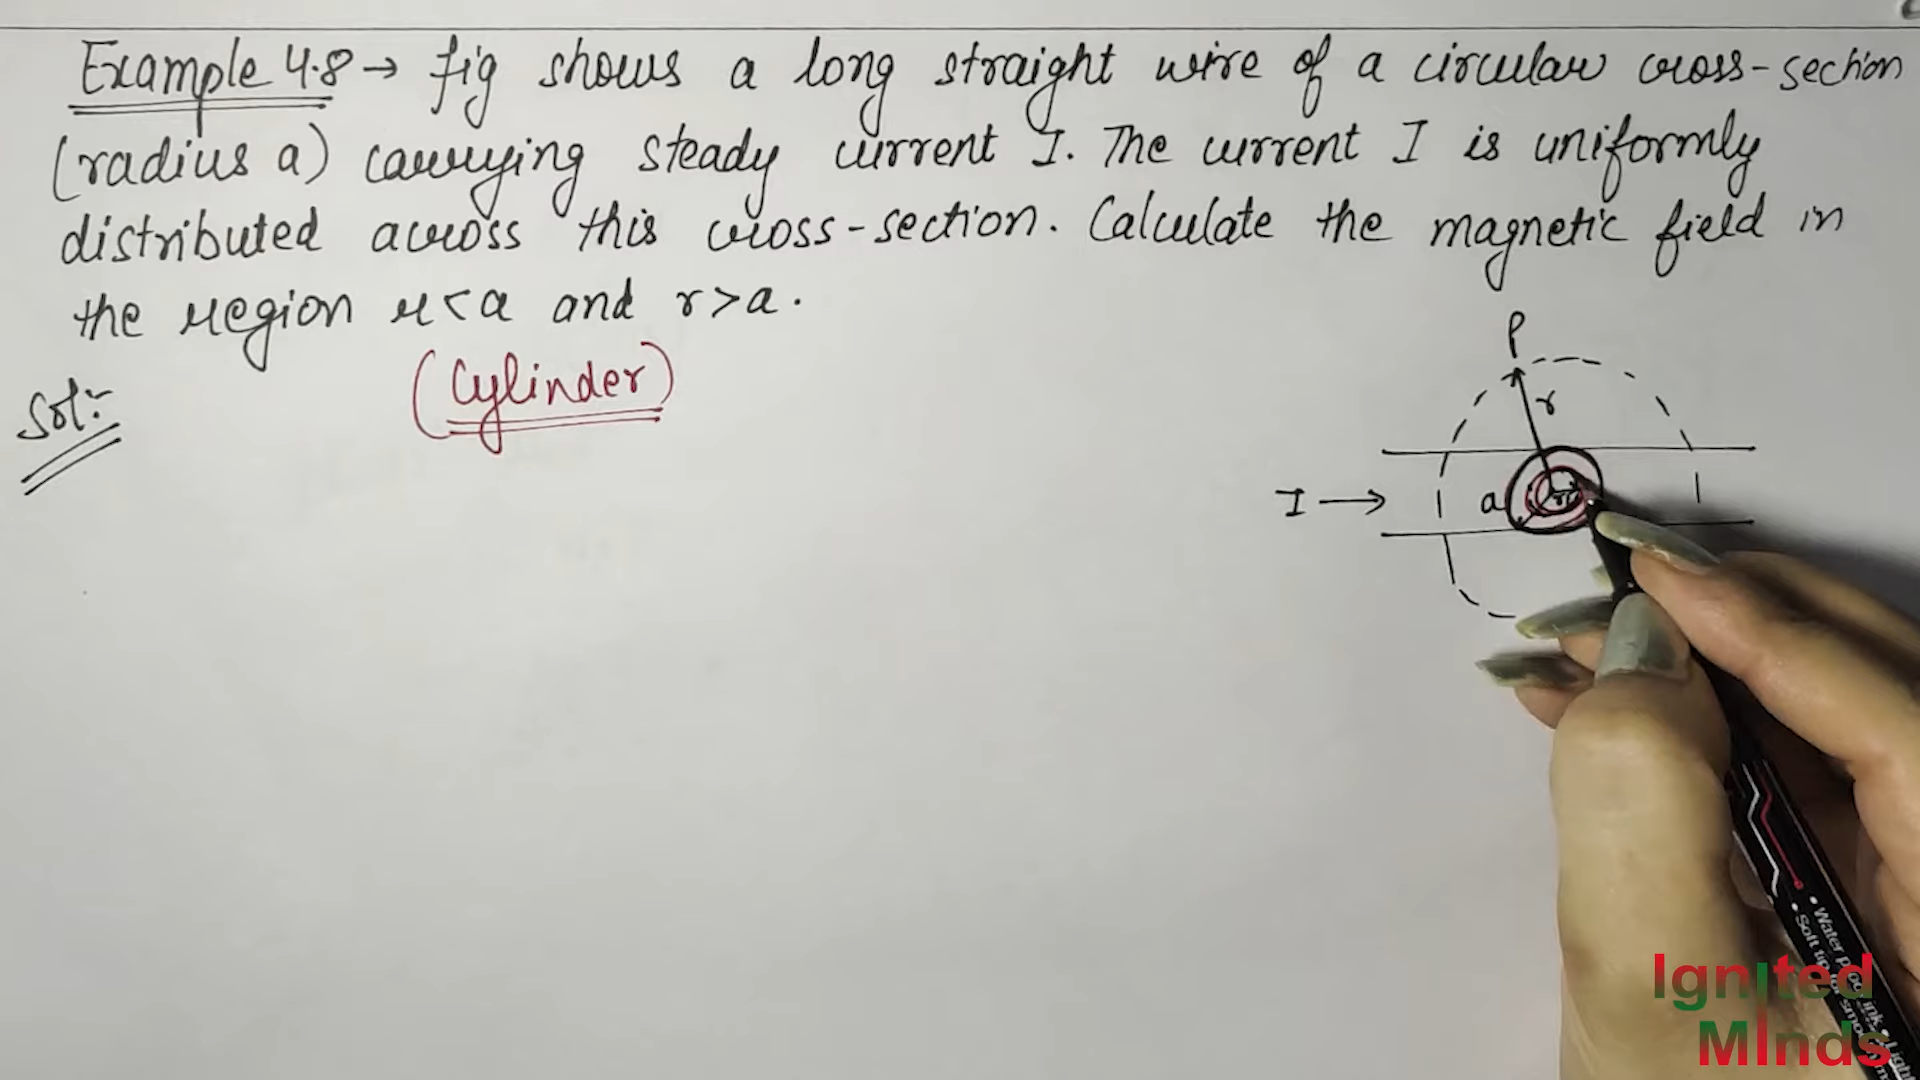 Example 4.8 → fig shows a long straight wire of a circular cross-section
(radius a) carrying steady current I. The current I is uniformly
distributed across this cross-section. Calculate the magnetic field in
the region r < a and r > a.
(Cylinder)
Sol:-
P
r
I →
a
Ignited
Minds